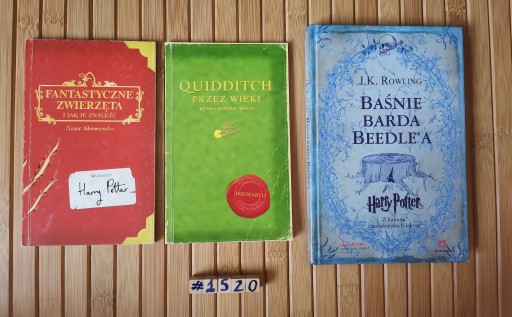 FANTASTYCZNE
ZWIERZĘTA
I JAK JE ZNALEŹĆ
Newt Skamander
Harry Potter
QUIDDITCH
PRZEZ WIEKI
HOGWART
J.K. ROWLING
BAŚNIE
BARDA
BEEDLE'A
Harry Potter
#1520